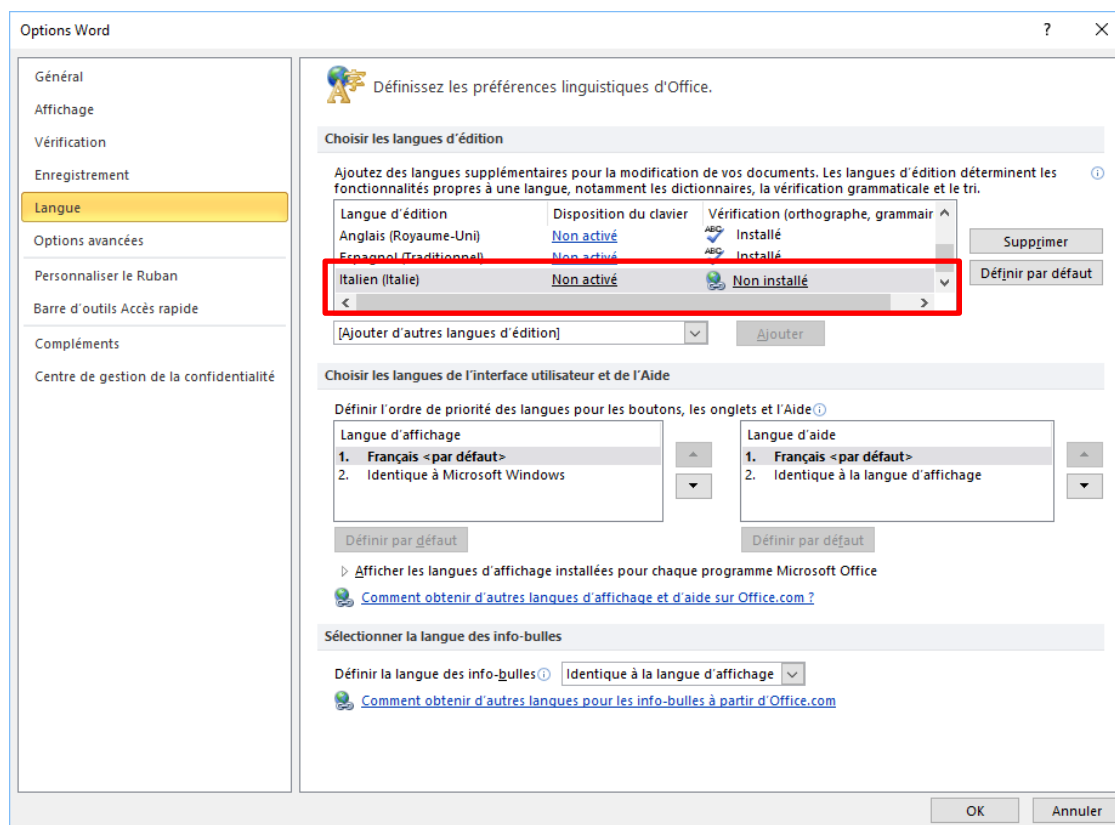 Options Word
?
Général
Affichage
Vérification
Enregistrement
Langue
Options avancées
Personnaliser le Ruban
Barre d'outils Accès rapide
Compléments
Centre de gestion de la confidentialité
Définissez les préférences linguistiques d'Office.
Choisir les langues d'édition
Ajoutez des langues supplémentaires pour la modification de vos documents. Les langues d'édition déterminent les
fonctionnalités propres à une langue, notamment les dictionnaires, la vérification grammaticale et le tri.
Langue d'édition Disposition du clavier Vérification (orthographe, grammair
Anglais (Royaume-Uni) Non activé ABC Installé
Espagnol (Traditionnel) Non activé ABC Installé
Italien (Italie) Non activé Non installé
Supprimer
Définir par défaut
[Ajouter d'autres langues d'édition] Ajouter
Choisir les langues de l'interface utilisateur et de l'Aide
Définir l'ordre de priorité des langues pour les boutons, les onglets et l'Aide
Langue d'affichage
1. Français <par défaut>
2. Identique à Microsoft Windows
Définir par défaut
Langue d'aide
1. Français <par défaut>
2. Identique à la langue d'affichage
Définir par défaut
Afficher les langues d'affichage installées pour chaque programme Microsoft Office
Comment obtenir d'autres langues d'affichage et d'aide sur Office.com ?
Sélectionner la langue des info-bulles
Définir la langue des info-bulles Identique à la langue d'affichage
Comment obtenir d'autres langues pour les info-bulles à partir d'Office.com
OK Annuler